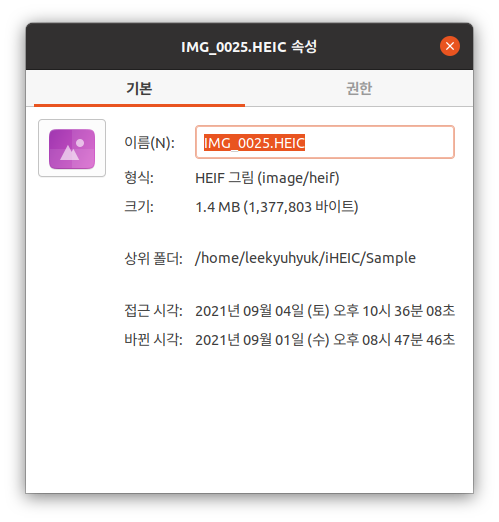 IMG_0025.HEIC 속성
기본 권한
이름(N): IMG_0025.HEIC
형식: HEIF 그림 (image/heif)
크기: 1.4 MB (1,377,803 바이트)
상위 폴더: /home/leekyuhyuk/iHEIC/Sample
접근 시각: 2021년 09월 04일 (토) 오후 10시 36분 08초
바뀐 시각: 2021년 09월 01일 (수) 오후 08시 47분 46초